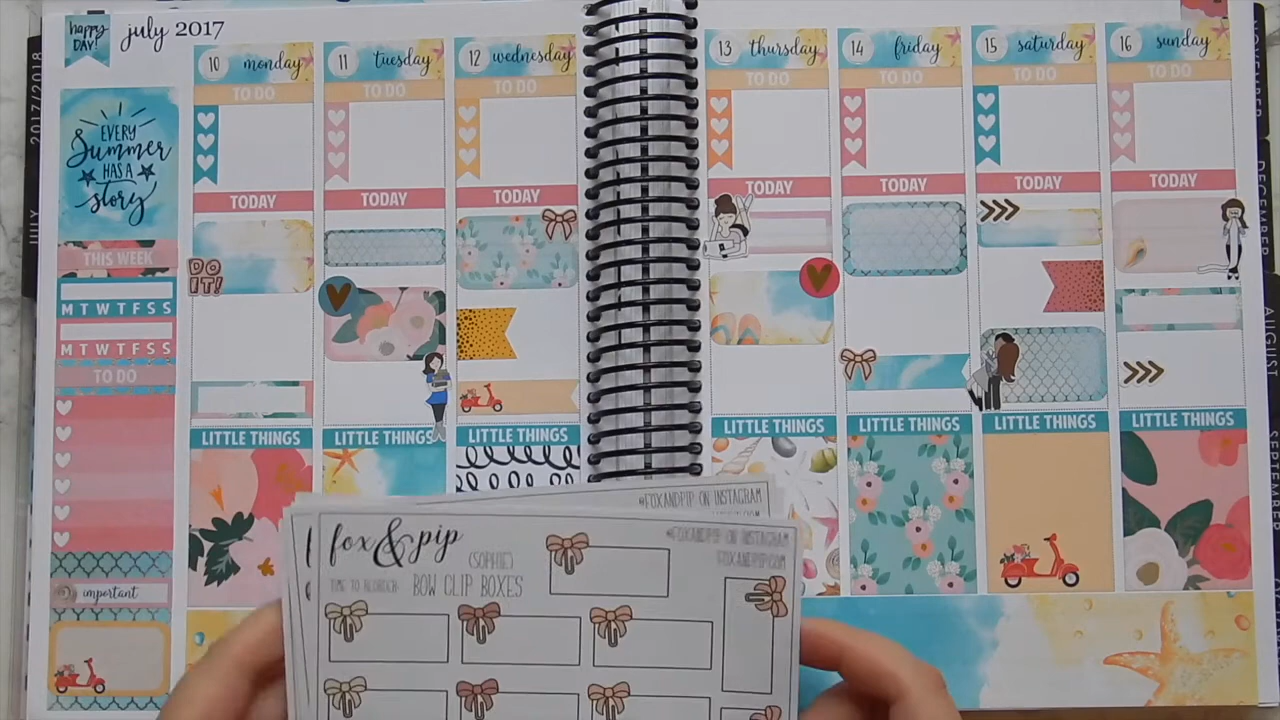 happy
DAY!
july 2017
10 monday
11 tuesday
12 wednesday
13 thursday
14 friday
15 saturday
16 sunday
TO DO
TO DO
TO DO
TO DO
TO DO
TO DO
TO DO
EVERY
Summer
HAS A
story
TODAY
TODAY
TODAY
TODAY
TODAY
TODAY
TODAY
THIS WEEK
DO
IT!
M T W T F S S
M T W T F S S
TO DO
LITTLE THINGS
LITTLE THINGS
LITTLE THINGS
LITTLE THINGS
LITTLE THINGS
LITTLE THINGS
LITTLE THINGS
important
@FOXANDPIP ON INSTAGRAM
fox & pip
(SOPHIE)
@FOXANDPIP ON INSTAGRAM
FOXANDPIP.COM
TIME TO REORDER:
BOW CLIP BOXES
2017/2018
JULY
NOVEMBER
DECEMBER
AUGUST
SEPTEMBER